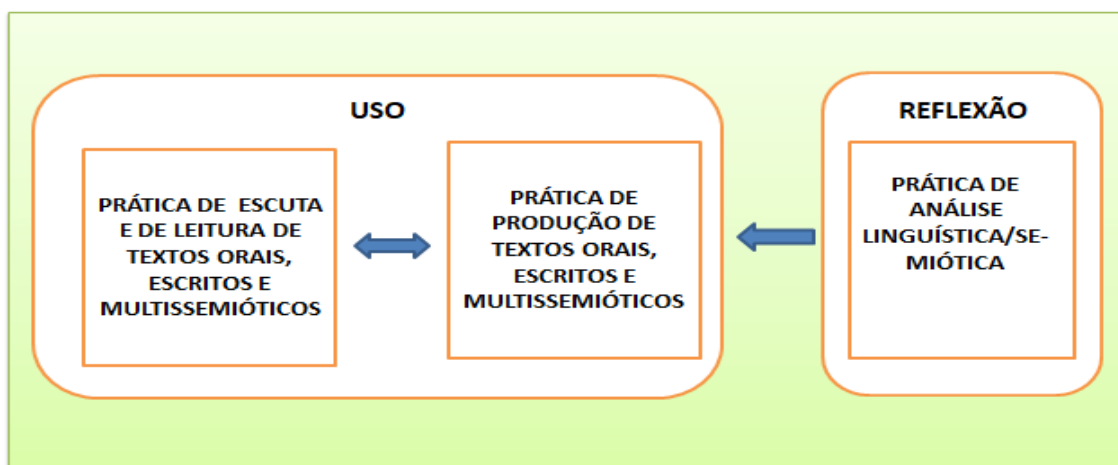 USO
PRÁTICA DE ESCUTA
E DE LEITURA DE
TEXTOS ORAIS,
ESCRITOS E
MULTISSEMIÓTICOS
PRÁTICA DE
PRODUÇÃO DE
TEXTOS ORAIS,
ESCRITOS E
MULTISSEMIÓTICOS
REFLEXÃO
PRÁTICA DE
ANÁLISE
LINGUÍSTICA/SE-
MIÓTICA